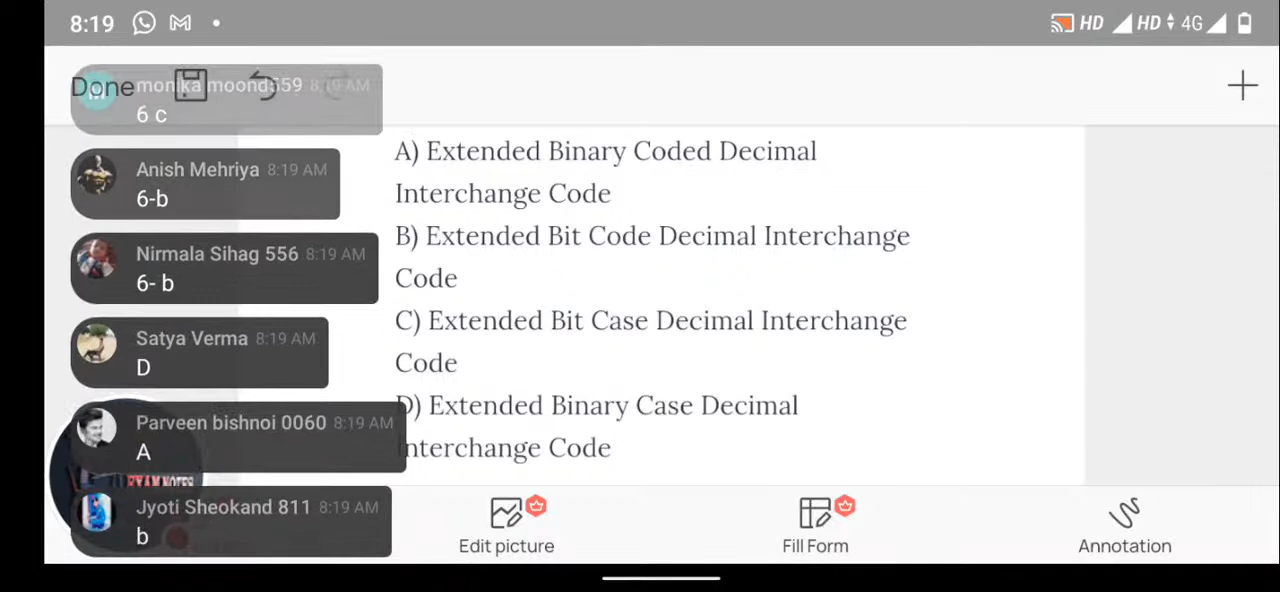 8:19
HD HD 4G
Done
monika moond559 8:19 AM
6 c
Anish Mehriya 8:19 AM
6-b
Nirmala Sihag 556 8:19 AM
6- b
Satya Verma 8:19 AM
D
Parveen bishnoi 0060 8:19 AM
A
Jyoti Sheokand 811 8:19 AM
b
A) Extended Binary Coded Decimal
Interchange Code
B) Extended Bit Code Decimal Interchange
Code
C) Extended Bit Case Decimal Interchange
Code
D) Extended Binary Case Decimal
Interchange Code
Edit picture
Fill Form
Annotation